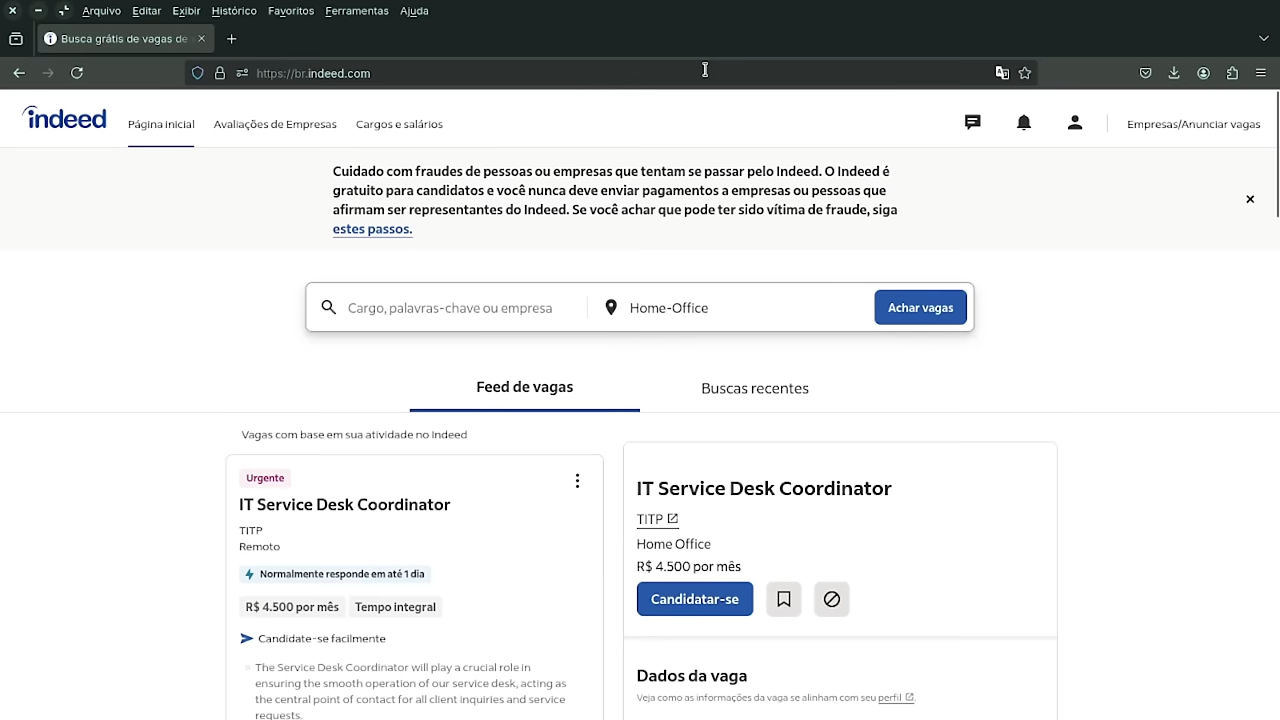 Arquivo Editar Exibir Histórico Favoritos Ferramentas Ajuda
Busca grátis de vagas de
https://br.indeed.com
indeed
Página inicial Avaliações de Empresas Cargos e salários Empresas/Anunciar vagas
Cuidado com fraudes de pessoas ou empresas que tentam se passar pelo Indeed. O Indeed é
gratuito para candidatos e você nunca deve enviar pagamentos a empresas ou pessoas que
afirmam ser representantes do Indeed. Se você achar que pode ter sido vítima de fraude, siga
estes passos.
Cargo, palavras-chave ou empresa Home-Office Achar vagas
Feed de vagas Buscas recentes
Vagas com base em sua atividade no Indeed
Urgente
IT Service Desk Coordinator
TITP
Remoto
Normalmente responde em até 1 dia
R$ 4.500 por mês Tempo integral
Candidate-se facilmente
The Service Desk Coordinator will play a crucial role in
ensuring the smooth operation of our service desk, acting as
the central point of contact for all client inquiries and service
requests.
IT Service Desk Coordinator
TITP
Home Office
R$ 4.500 por mês
Candidatar-se
Dados da vaga
Veja como as informações da vaga se alinham com seu perfil.